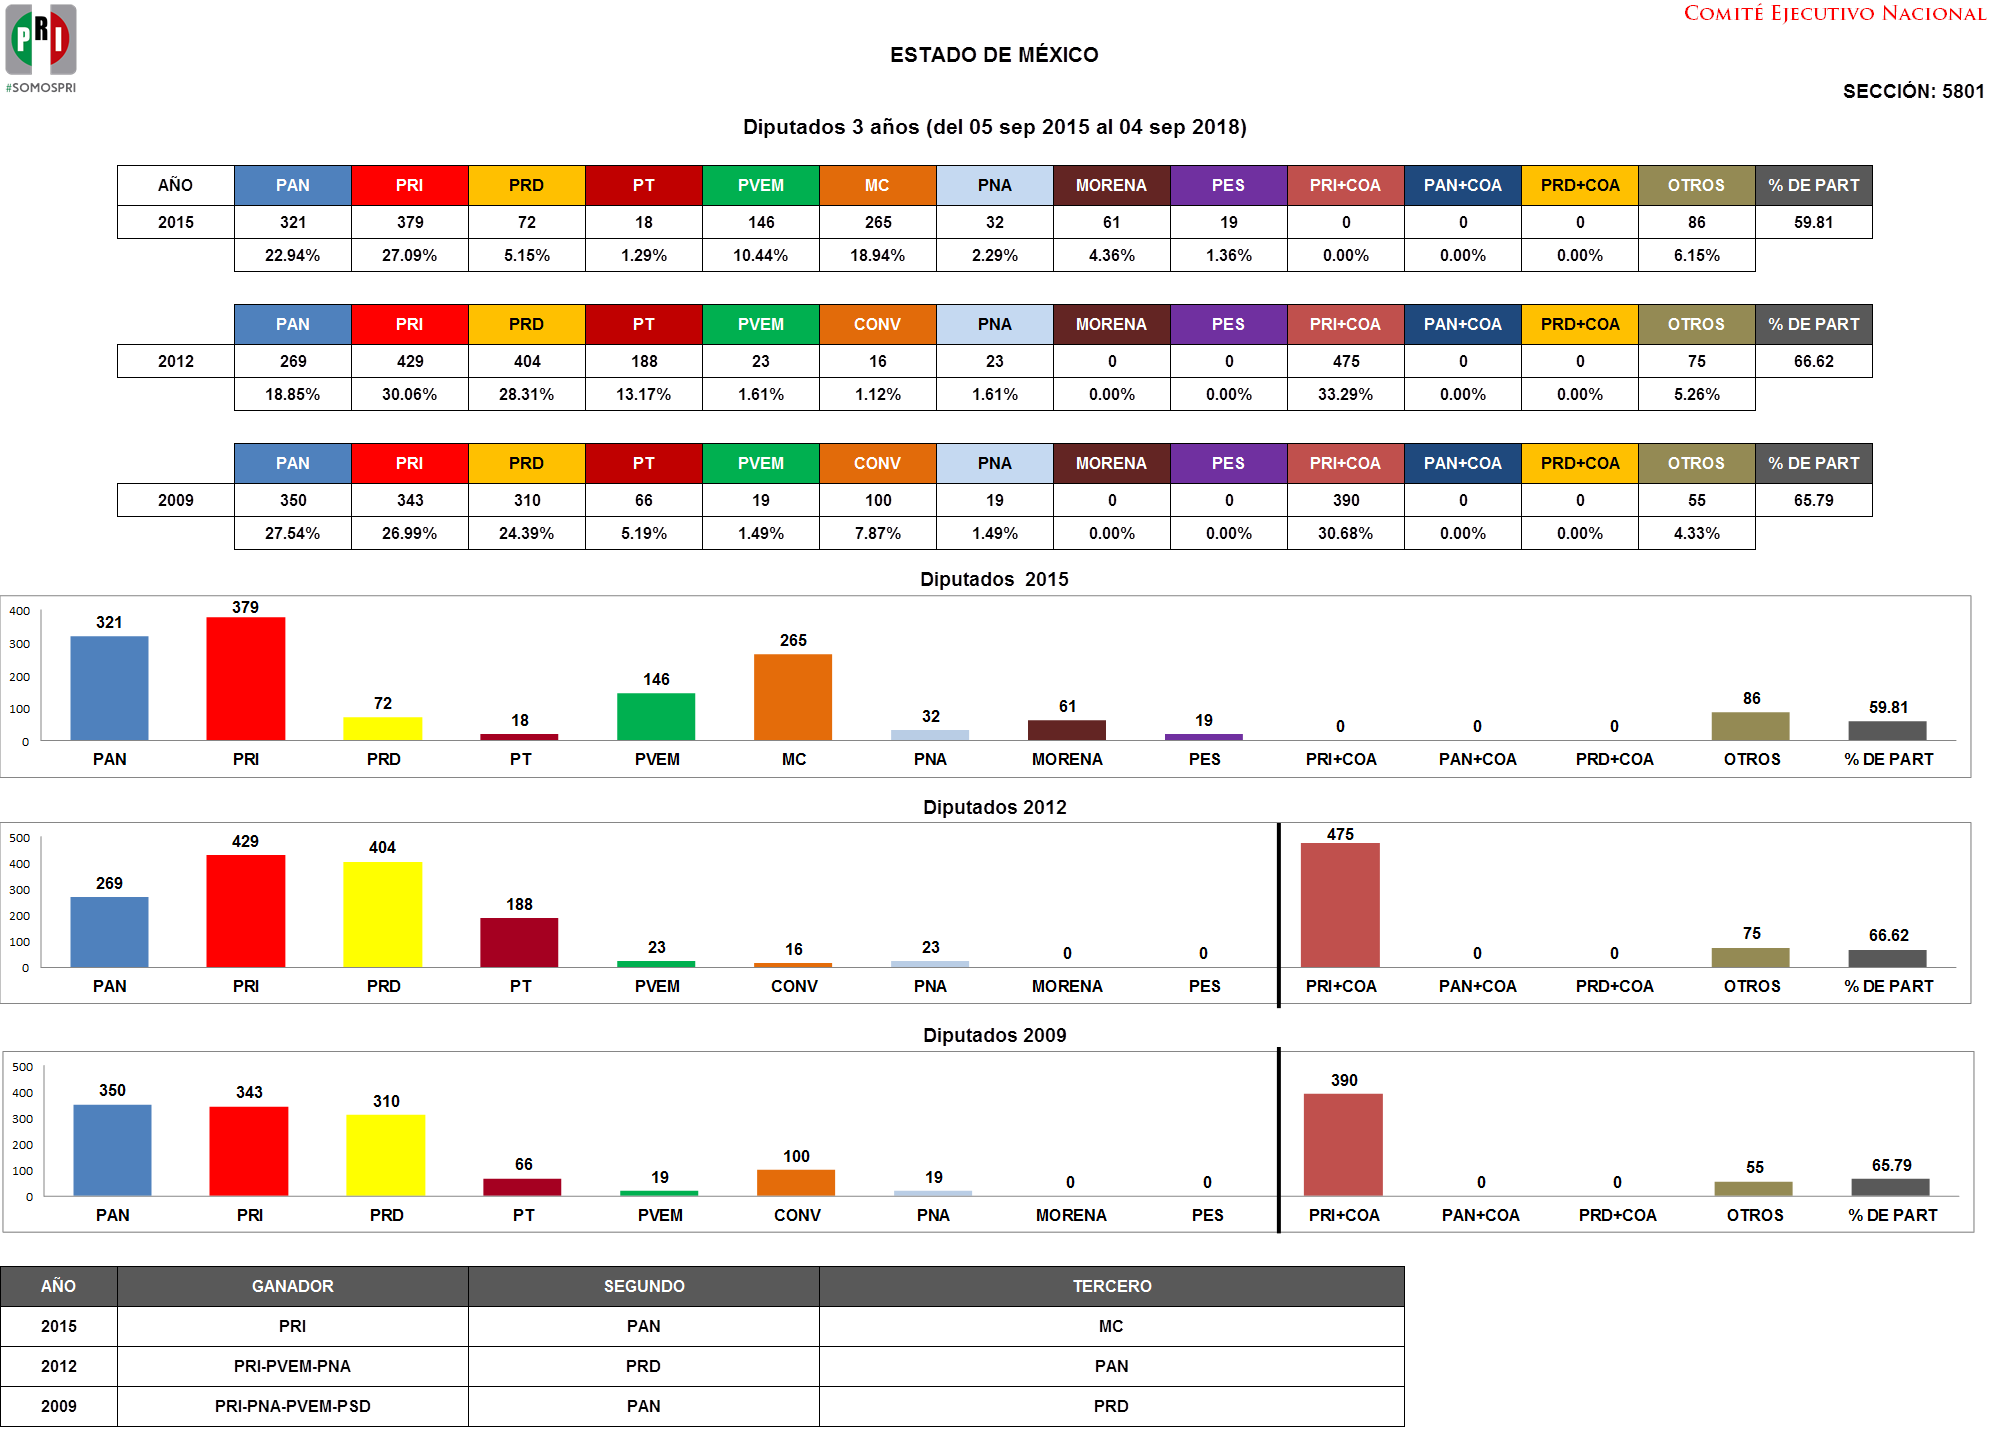 PRI
#SOMOSPRI
COMITÉ EJECUTIVO NACIONAL
ESTADO DE MÉXICO
SECCIÓN: 5801
Diputados 3 años (del 05 sep 2015 al 04 sep 2018)
AÑO PAN PRI PRD PT PVEM MC PNA MORENA PES PRI+COA PAN+COA PRD+COA OTROS % DE PART
2015 321 379 72 18 146 265 32 61 19 0 0 0 86 59.81
22.94% 27.09% 5.15% 1.29% 10.44% 18.94% 2.29% 4.36% 1.36% 0.00% 0.00% 0.00% 6.15%
PAN PRI PRD PT PVEM CONV PNA MORENA PES PRI+COA PAN+COA PRD+COA OTROS % DE PART
2012 269 429 404 188 23 16 23 0 0 475 0 0 75 66.62
18.85% 30.06% 28.31% 13.17% 1.61% 1.12% 1.61% 0.00% 0.00% 33.29% 0.00% 0.00% 5.26%
PAN PRI PRD PT PVEM CONV PNA MORENA PES PRI+COA PAN+COA PRD+COA OTROS % DE PART
2009 350 343 310 66 19 100 19 0 0 390 0 0 55 65.79
27.54% 26.99% 24.39% 5.19% 1.49% 7.87% 1.49% 0.00% 0.00% 30.68% 0.00% 0.00% 4.33%
Diputados 2015
400
300
200
100
0
321 379 72 18 146 265 32 61 19 0 0 0 86 59.81
PAN PRI PRD PT PVEM MC PNA MORENA PES PRI+COA PAN+COA PRD+COA OTROS % DE PART
Diputados 2012
500
400
300
200
100
0
269 429 404 188 23 16 23 0 0 475 0 0 75 66.62
PAN PRI PRD PT PVEM CONV PNA MORENA PES PRI+COA PAN+COA PRD+COA OTROS % DE PART
Diputados 2009
500
400
300
200
100
0
350 343 310 66 19 100 19 0 0 390 0 0 55 65.79
PAN PRI PRD PT PVEM CONV PNA MORENA PES PRI+COA PAN+COA PRD+COA OTROS % DE PART
AÑO GANADOR SEGUNDO TERCERO
2015 PRI PAN MC
2012 PRI-PVEM-PNA PRD PAN
2009 PRI-PNA-PVEM-PSD PAN PRD